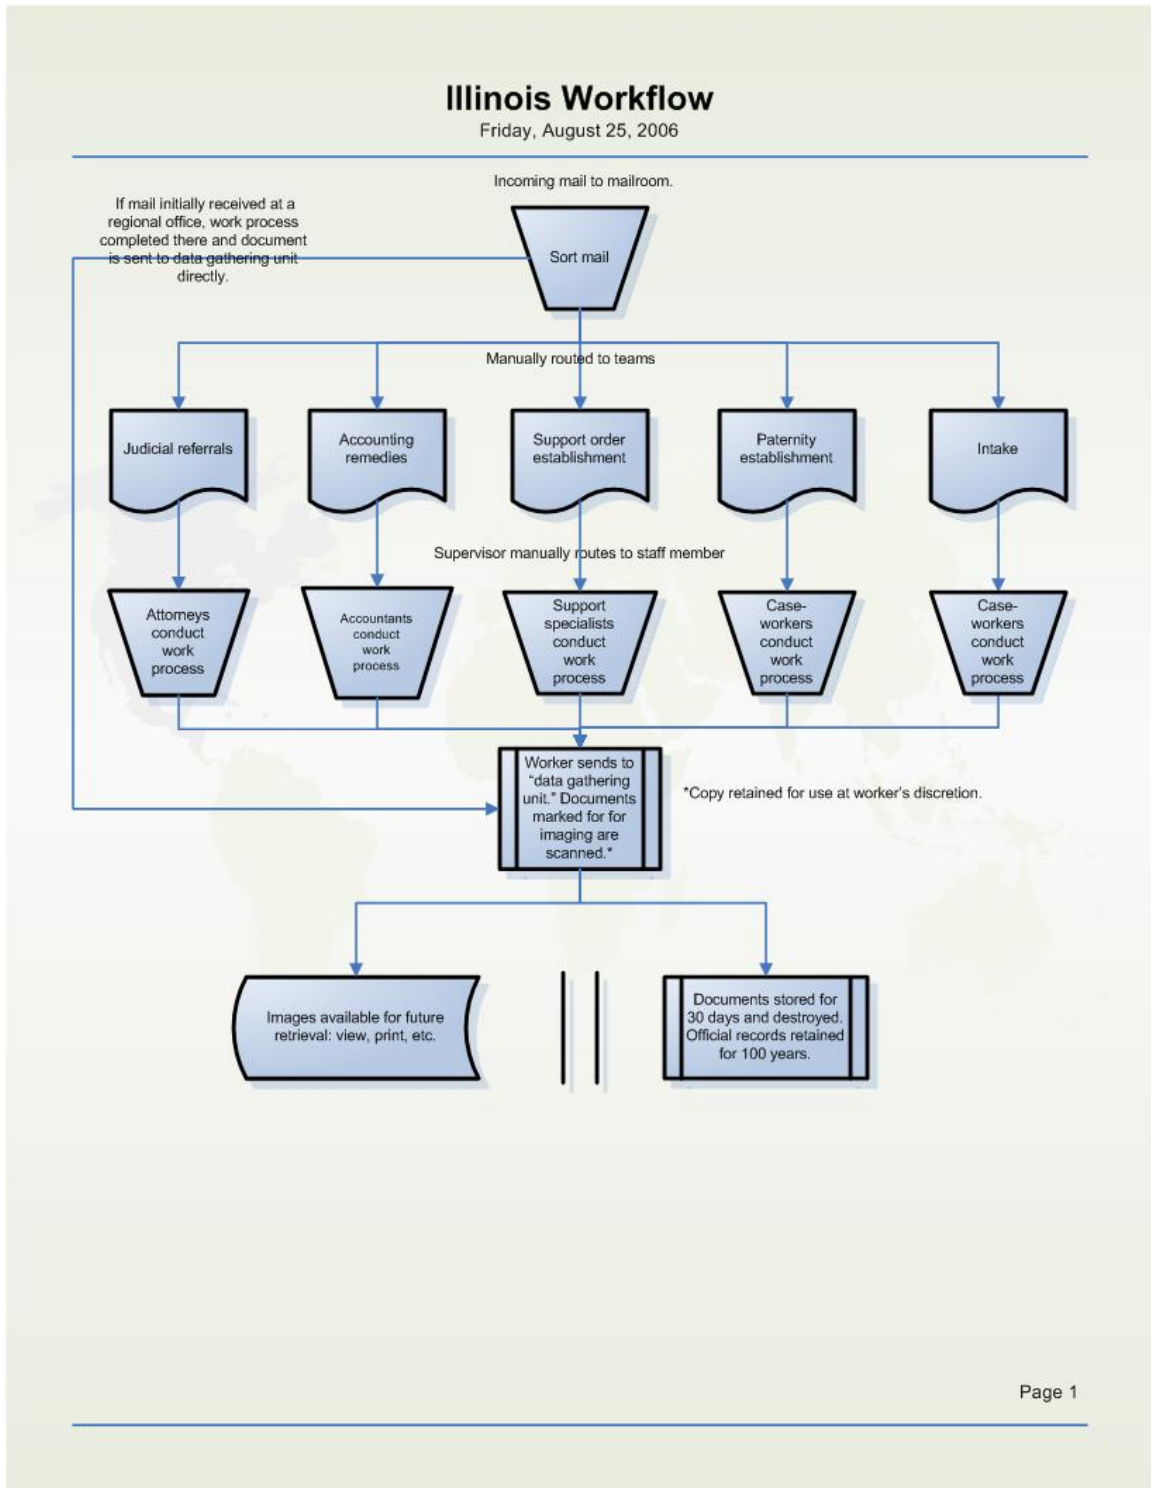 Illinois Workflow
Friday, August 25, 2006
Incoming mail to mailroom.
If mail initially received at a
regional office, work process
completed there and document
is sent to data gathering unit
directly.
Sort mail
Manually routed to teams
Judicial referrals
Accounting
remedies
Support order
establishment
Paternity
establishment
Intake
Supervisor manually routes to staff member
Attorneys
conduct
work
process
Accountants
conduct
work
process
Support
specialists
conduct
work
process
Case-
workers
conduct
work
process
Case-
workers
conduct
work
process
Worker sends to
“data gathering
unit.” Documents
marked for for
imaging are
scanned.*
*Copy retained for use at worker's discretion.
Images available for future
retrieval: view, print, etc.
Documents stored for
30 days and destroyed.
Official records retained
for 100 years.
Page 1